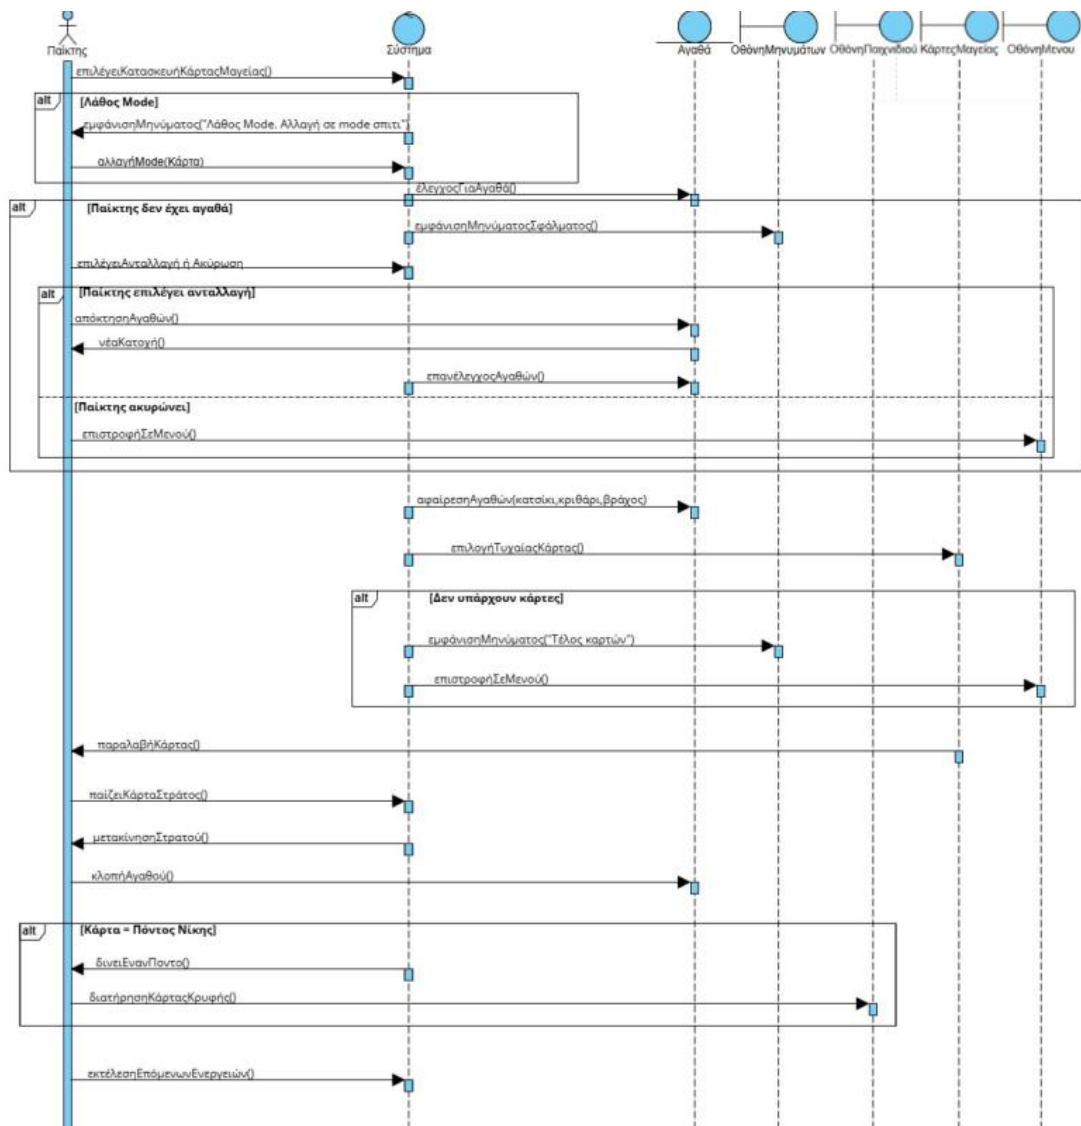 Παίκτης Σύστημα Αγαθά ΟθόνηΜηνυμάτων ΟθόνηΠαιχνιδιού ΚάρτεςΜαγείας ΟθόνηΜενου
επιλέγειΚατασκευήΚάρταςΜαγείας()
alt [Λάθος Mode]
εμφάνισηΜηνύματος("Λάθος Mode. Αλλαγή σε mode σπιτι")
αλλαγήMode(Κάρτα)
έλεγχοςΓιαΑγαθά()
alt [Παίκτης δεν έχει αγαθά]
εμφάνισηΜηνύματοςΣφάλματος()
επιλέγειΑνταλλαγή ή Ακύρωση
alt [Παίκτης επιλέγει ανταλλαγή]
απόκτησηΑγαθών()
νέαΚατοχή()
επανέλεγχοςΑγαθών()
[Παίκτης ακυρώνει]
επιστροφήΣεΜενού()
αφαίρεσηΑγαθών(κατσίκι,κριθάρι,βράχος)
επιλογήΤυχαίαςΚάρτας()
alt [Δεν υπάρχουν κάρτες]
εμφάνισηΜηνύματος("Τέλος καρτών")
επιστροφήΣεΜενού()
παραλαβήΚάρτας()
παίζειΚάρταΣτράτος()
μετακίνησηΣτρατού()
κλοπήΑγαθού()
alt [Κάρτα = Πόντος Νίκης]
δινειΕνανΠοντο()
διατήρησηΚάρταςΚρυφής()
εκτέλεσηΕπόμενωνΕνεργειών()